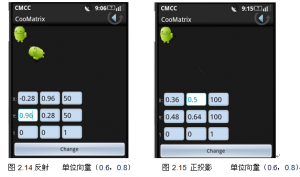 CMCC 9:06
CooMatrix
-0.28 0.96 50
0.96 0.28 50
0 0 1
Change
图 2.14 反射 单位向量（0.6，0.8）
CMCC 9:15
CooMatrix
0.36 0.5 100
0.48 0.64 100
0 0 1
Change
图 2.15 正投影 单位向量（0.6，0.8）